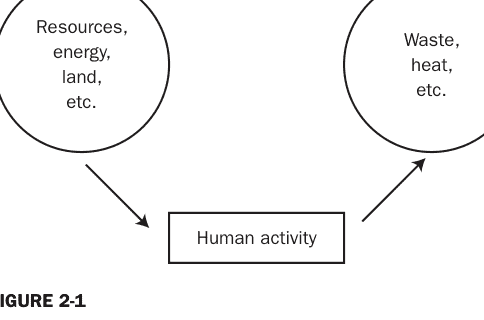 Resources,
energy,
land,
etc.
Waste,
heat,
etc.
Human activity
IGURE 2-1